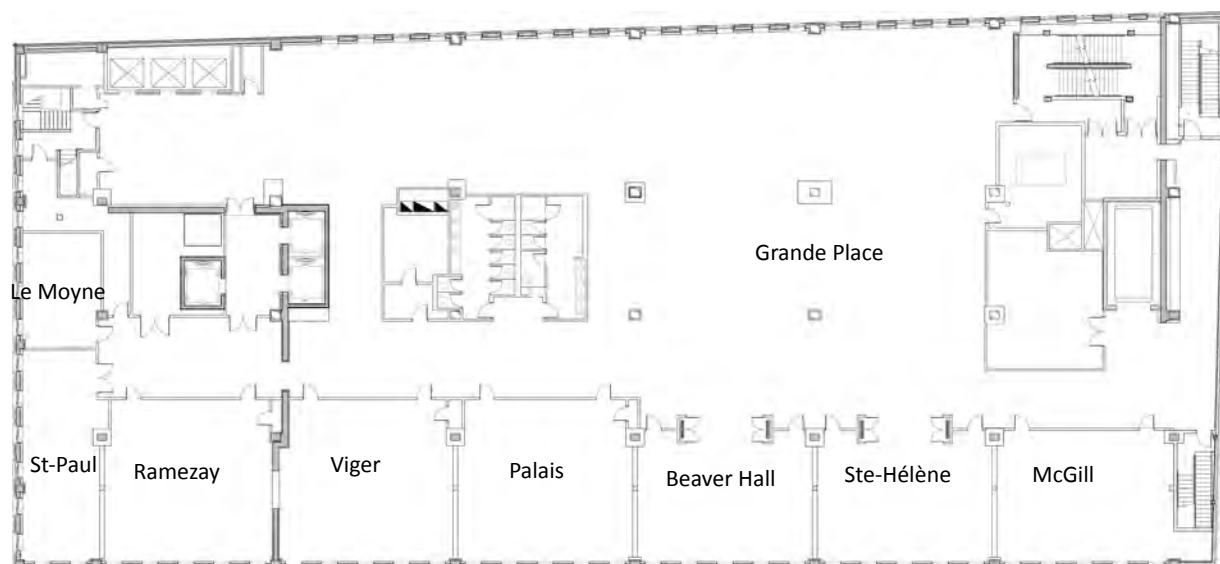 Grande Place
Le Moyne
St-Paul
Ramezay
Viger
Palais
Beaver Hall
Ste-Hélène
McGill